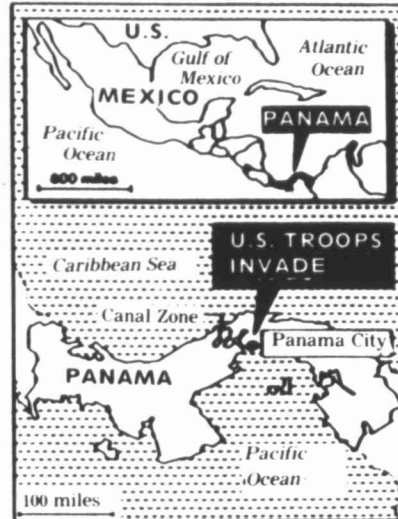 U.S.
Gulf of
Mexico
Atlantic
Ocean
MEXICO
PANAMA
Pacific
Ocean
800 miles
U.S. TROOPS
INVADE
Caribbean Sea
Canal Zone
Panama City
PANAMA
Pacific
Ocean
100 miles